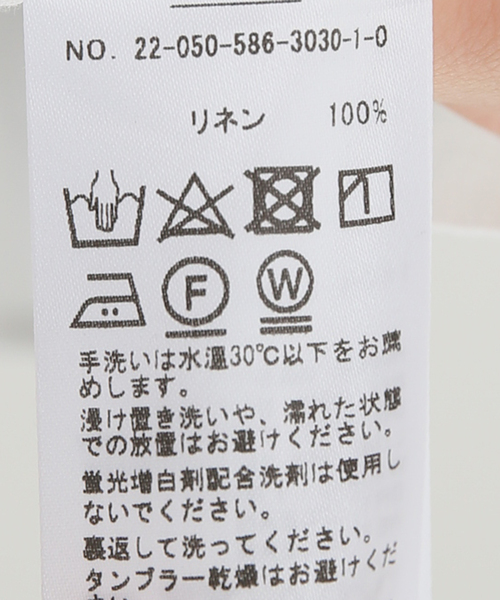 NO. 22-050-586-3030-1-0
リネン 100%
F W
手洗いは水温30℃以下をお薦
めします。
浸け置き洗いや、濡れた状態
での放置はお避けください。
蛍光増白剤配合洗剤は使用し
ないでください。
裏返して洗ってください。
タンブラー乾燥はお避けくだ